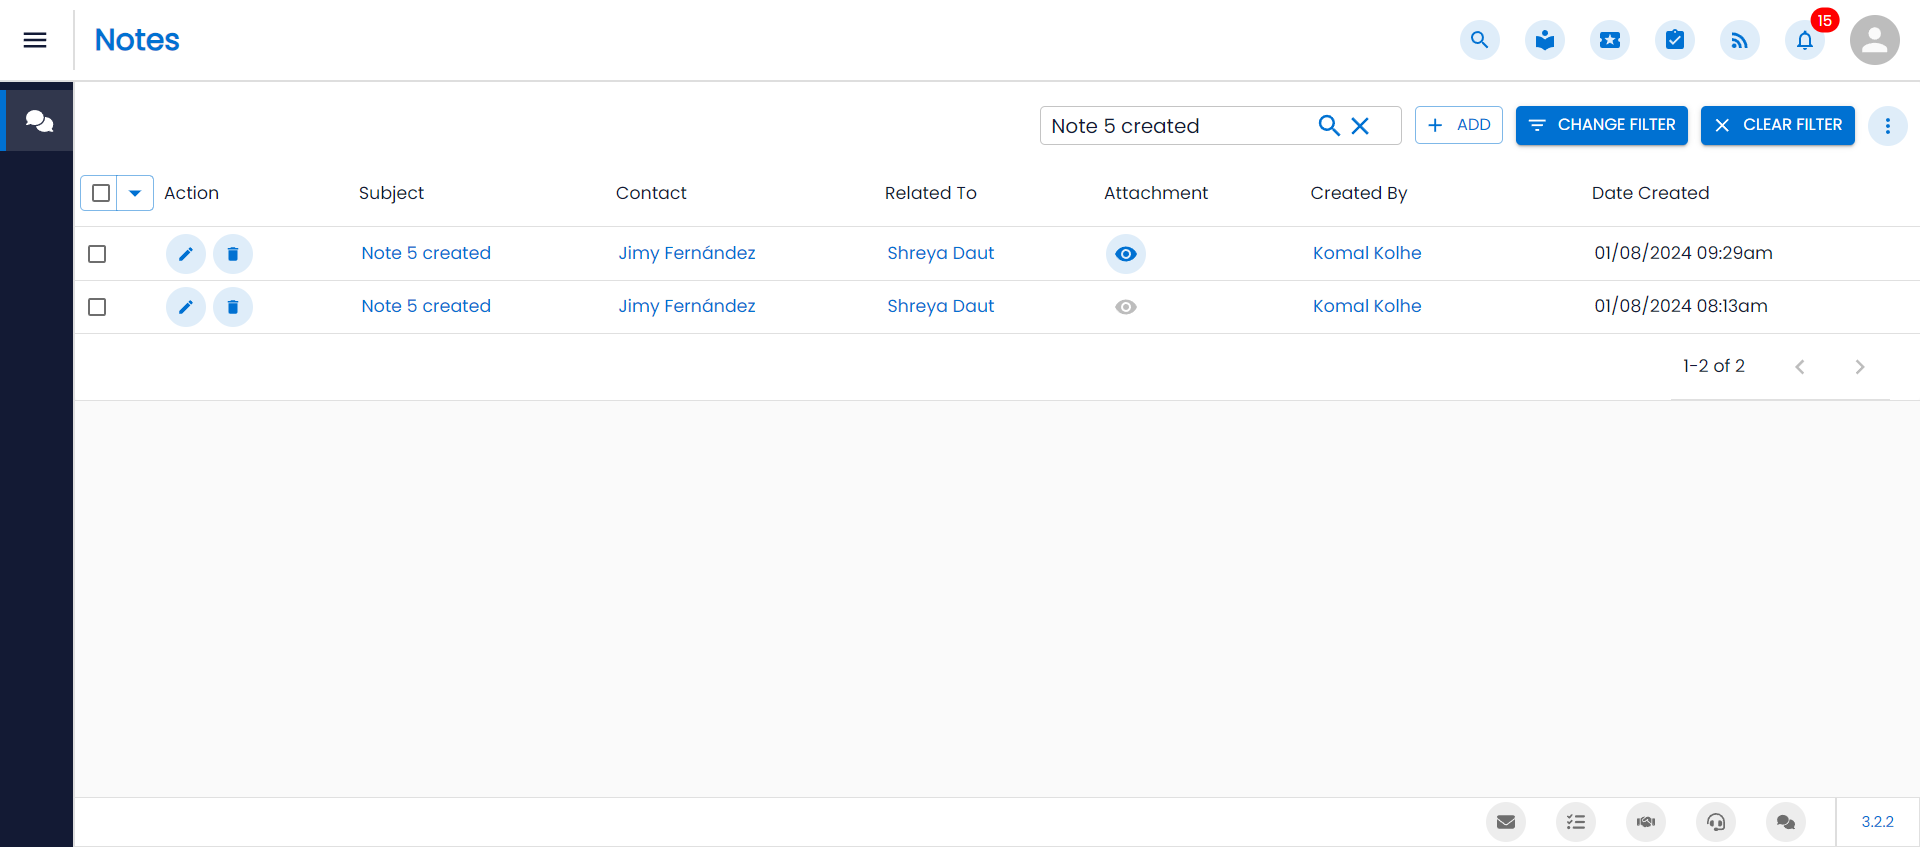 Notes
15
Note 5 created
ADD
CHANGE FILTER
CLEAR FILTER
Action Subject Contact Related To Attachment Created By Date Created
Note 5 created Jimy Fernández Shreya Daut Komal Kolhe 01/08/2024 09:29am
Note 5 created Jimy Fernández Shreya Daut Komal Kolhe 01/08/2024 08:13am
1-2 of 2
3.2.2